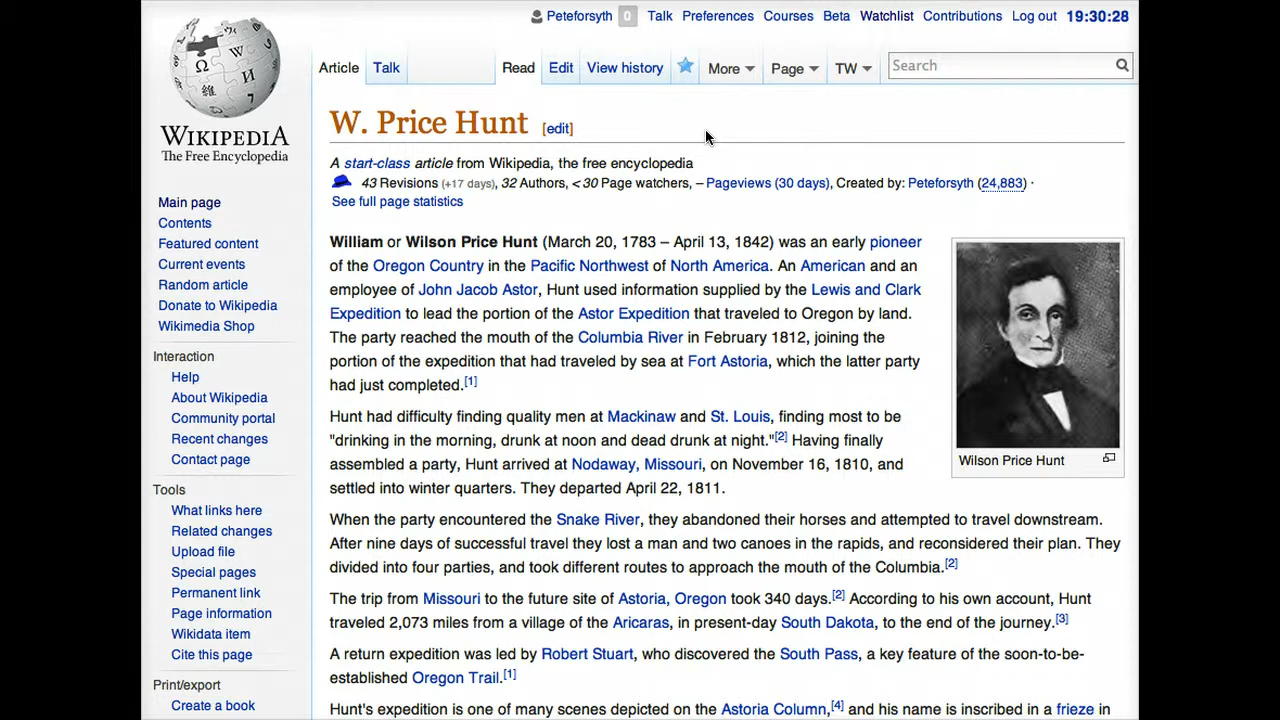 Peteforsyth 0 Talk Preferences Courses Beta Watchlist Contributions Log out 19:30:28
Article Talk Read Edit View history More Page TW Search
WIKIPEDIA
The Free Encyclopedia
Main page
Contents
Featured content
Current events
Random article
Donate to Wikipedia
Wikimedia Shop
Interaction
Help
About Wikipedia
Community portal
Recent changes
Contact page
Tools
What links here
Related changes
Upload file
Special pages
Permanent link
Page information
Wikidata item
Cite this page
Print/export
Create a book
W. Price Hunt [edit]
A start-class article from Wikipedia, the free encyclopedia
43 Revisions (+17 days), 32 Authors, < 30 Page watchers, – Pageviews (30 days), Created by: Peteforsyth (24,883) ·
See full page statistics
William or Wilson Price Hunt (March 20, 1783 – April 13, 1842) was an early pioneer
of the Oregon Country in the Pacific Northwest of North America. An American and an
employee of John Jacob Astor, Hunt used information supplied by the Lewis and Clark
Expedition to lead the portion of the Astor Expedition that traveled to Oregon by land.
The party reached the mouth of the Columbia River in February 1812, joining the
portion of the expedition that had traveled by sea at Fort Astoria, which the latter party
had just completed.[1]
Hunt had difficulty finding quality men at Mackinaw and St. Louis, finding most to be
"drinking in the morning, drunk at noon and dead drunk at night."[2] Having finally
assembled a party, Hunt arrived at Nodaway, Missouri, on November 16, 1810, and
settled into winter quarters. They departed April 22, 1811.
Wilson Price Hunt
When the party encountered the Snake River, they abandoned their horses and attempted to travel downstream.
After nine days of successful travel they lost a man and two canoes in the rapids, and reconsidered their plan. They
divided into four parties, and took different routes to approach the mouth of the Columbia.[2]
The trip from Missouri to the future site of Astoria, Oregon took 340 days.[2] According to his own account, Hunt
traveled 2,073 miles from a village of the Aricaras, in present-day South Dakota, to the end of the journey.[3]
A return expedition was led by Robert Stuart, who discovered the South Pass, a key feature of the soon-to-be-
established Oregon Trail.[1]
Hunt's expedition is one of many scenes depicted on the Astoria Column,[4] and his name is inscribed in a frieze in